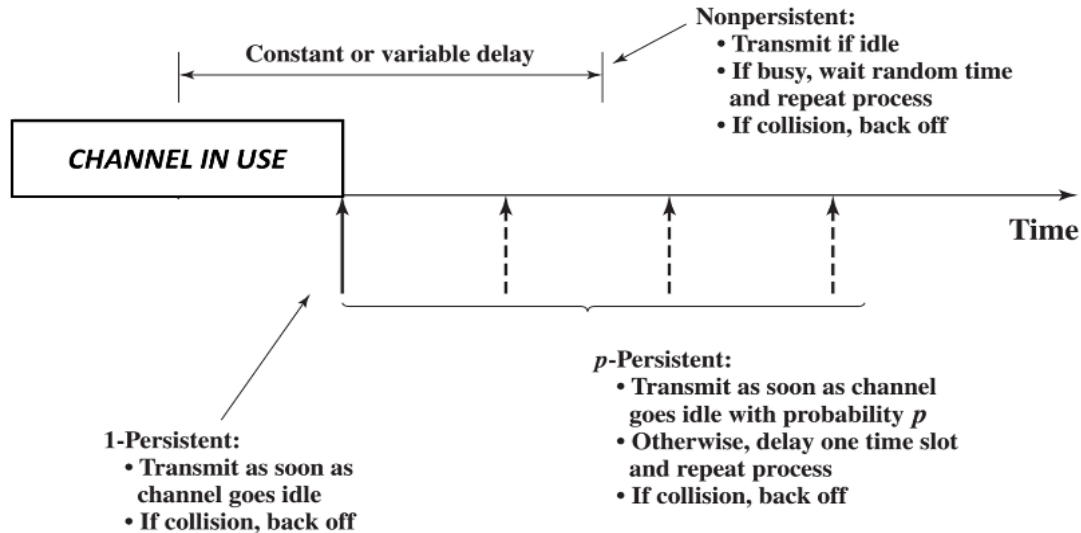 Nonpersistent:
• Transmit if idle
• If busy, wait random time
and repeat process
• If collision, back off
Constant or variable delay
CHANNEL IN USE
Time
1-Persistent:
• Transmit as soon as
channel goes idle
• If collision, back off
p-Persistent:
• Transmit as soon as channel
goes idle with probability p
• Otherwise, delay one time slot
and repeat process
• If collision, back off